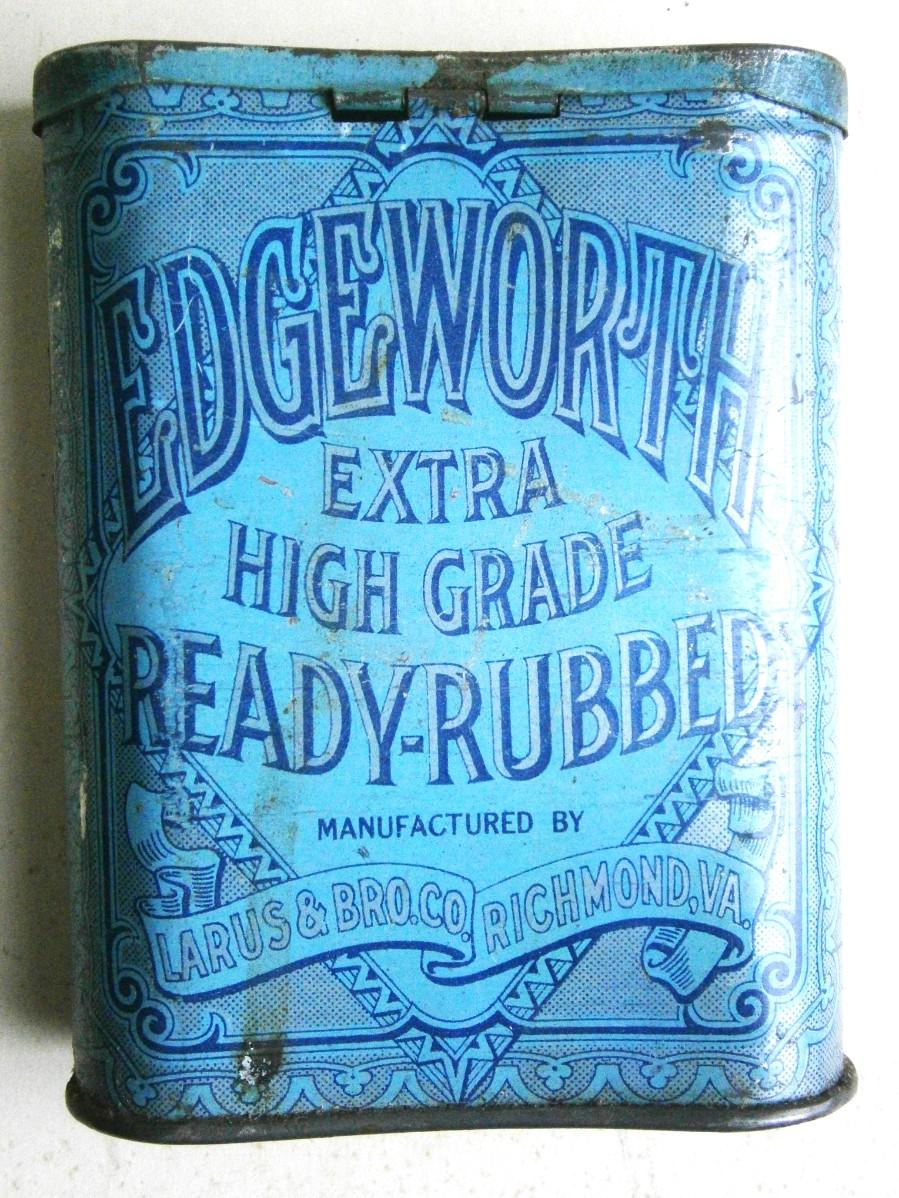 EDGEWORTH
EXTRA
HIGH GRADE
READY-RUBBED
MANUFACTURED BY
LARUS & BRO. CO. RICHMOND, VA.